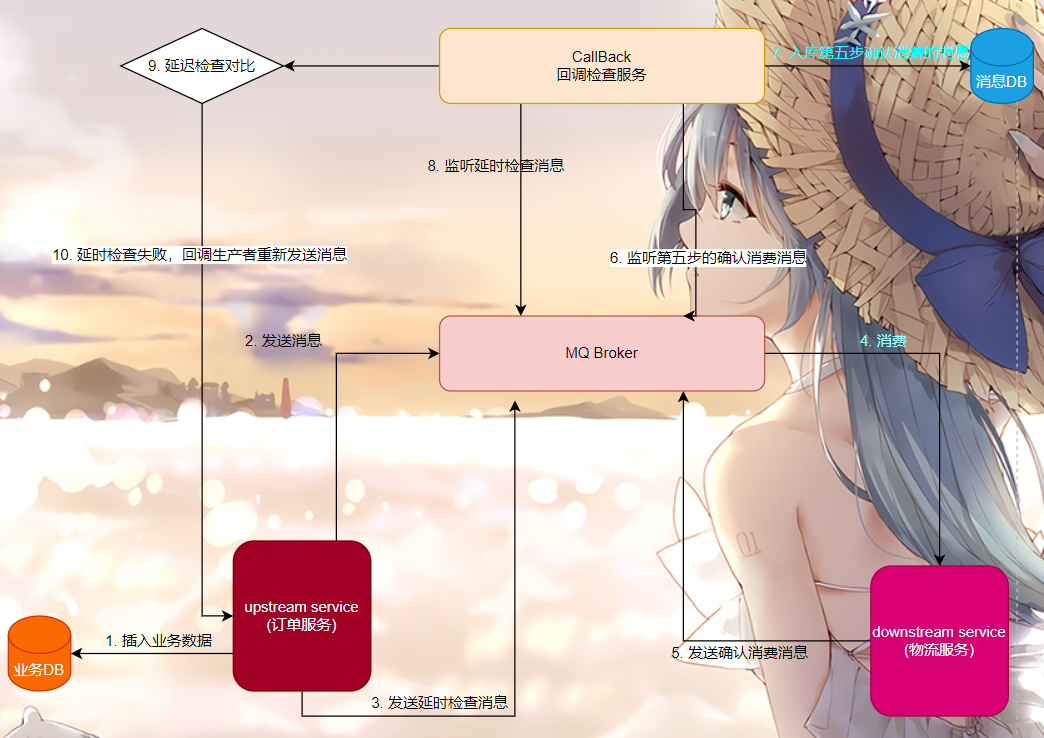 CallBack
回调检查服务
9. 延迟检查对比
7. 入库第五步确认消费的消息
消息DB
8. 监听延时检查消息
10. 延时检查失败，回调生产者重新发送消息
6. 监听第五步的确认消费消息
2. 发送消息
MQ Broker
4. 消费
upstream service
(订单服务)
downstream service
(物流服务)
1. 插入业务数据
5. 发送确认消费消息
业务DB
3. 发送延时检查消息
01